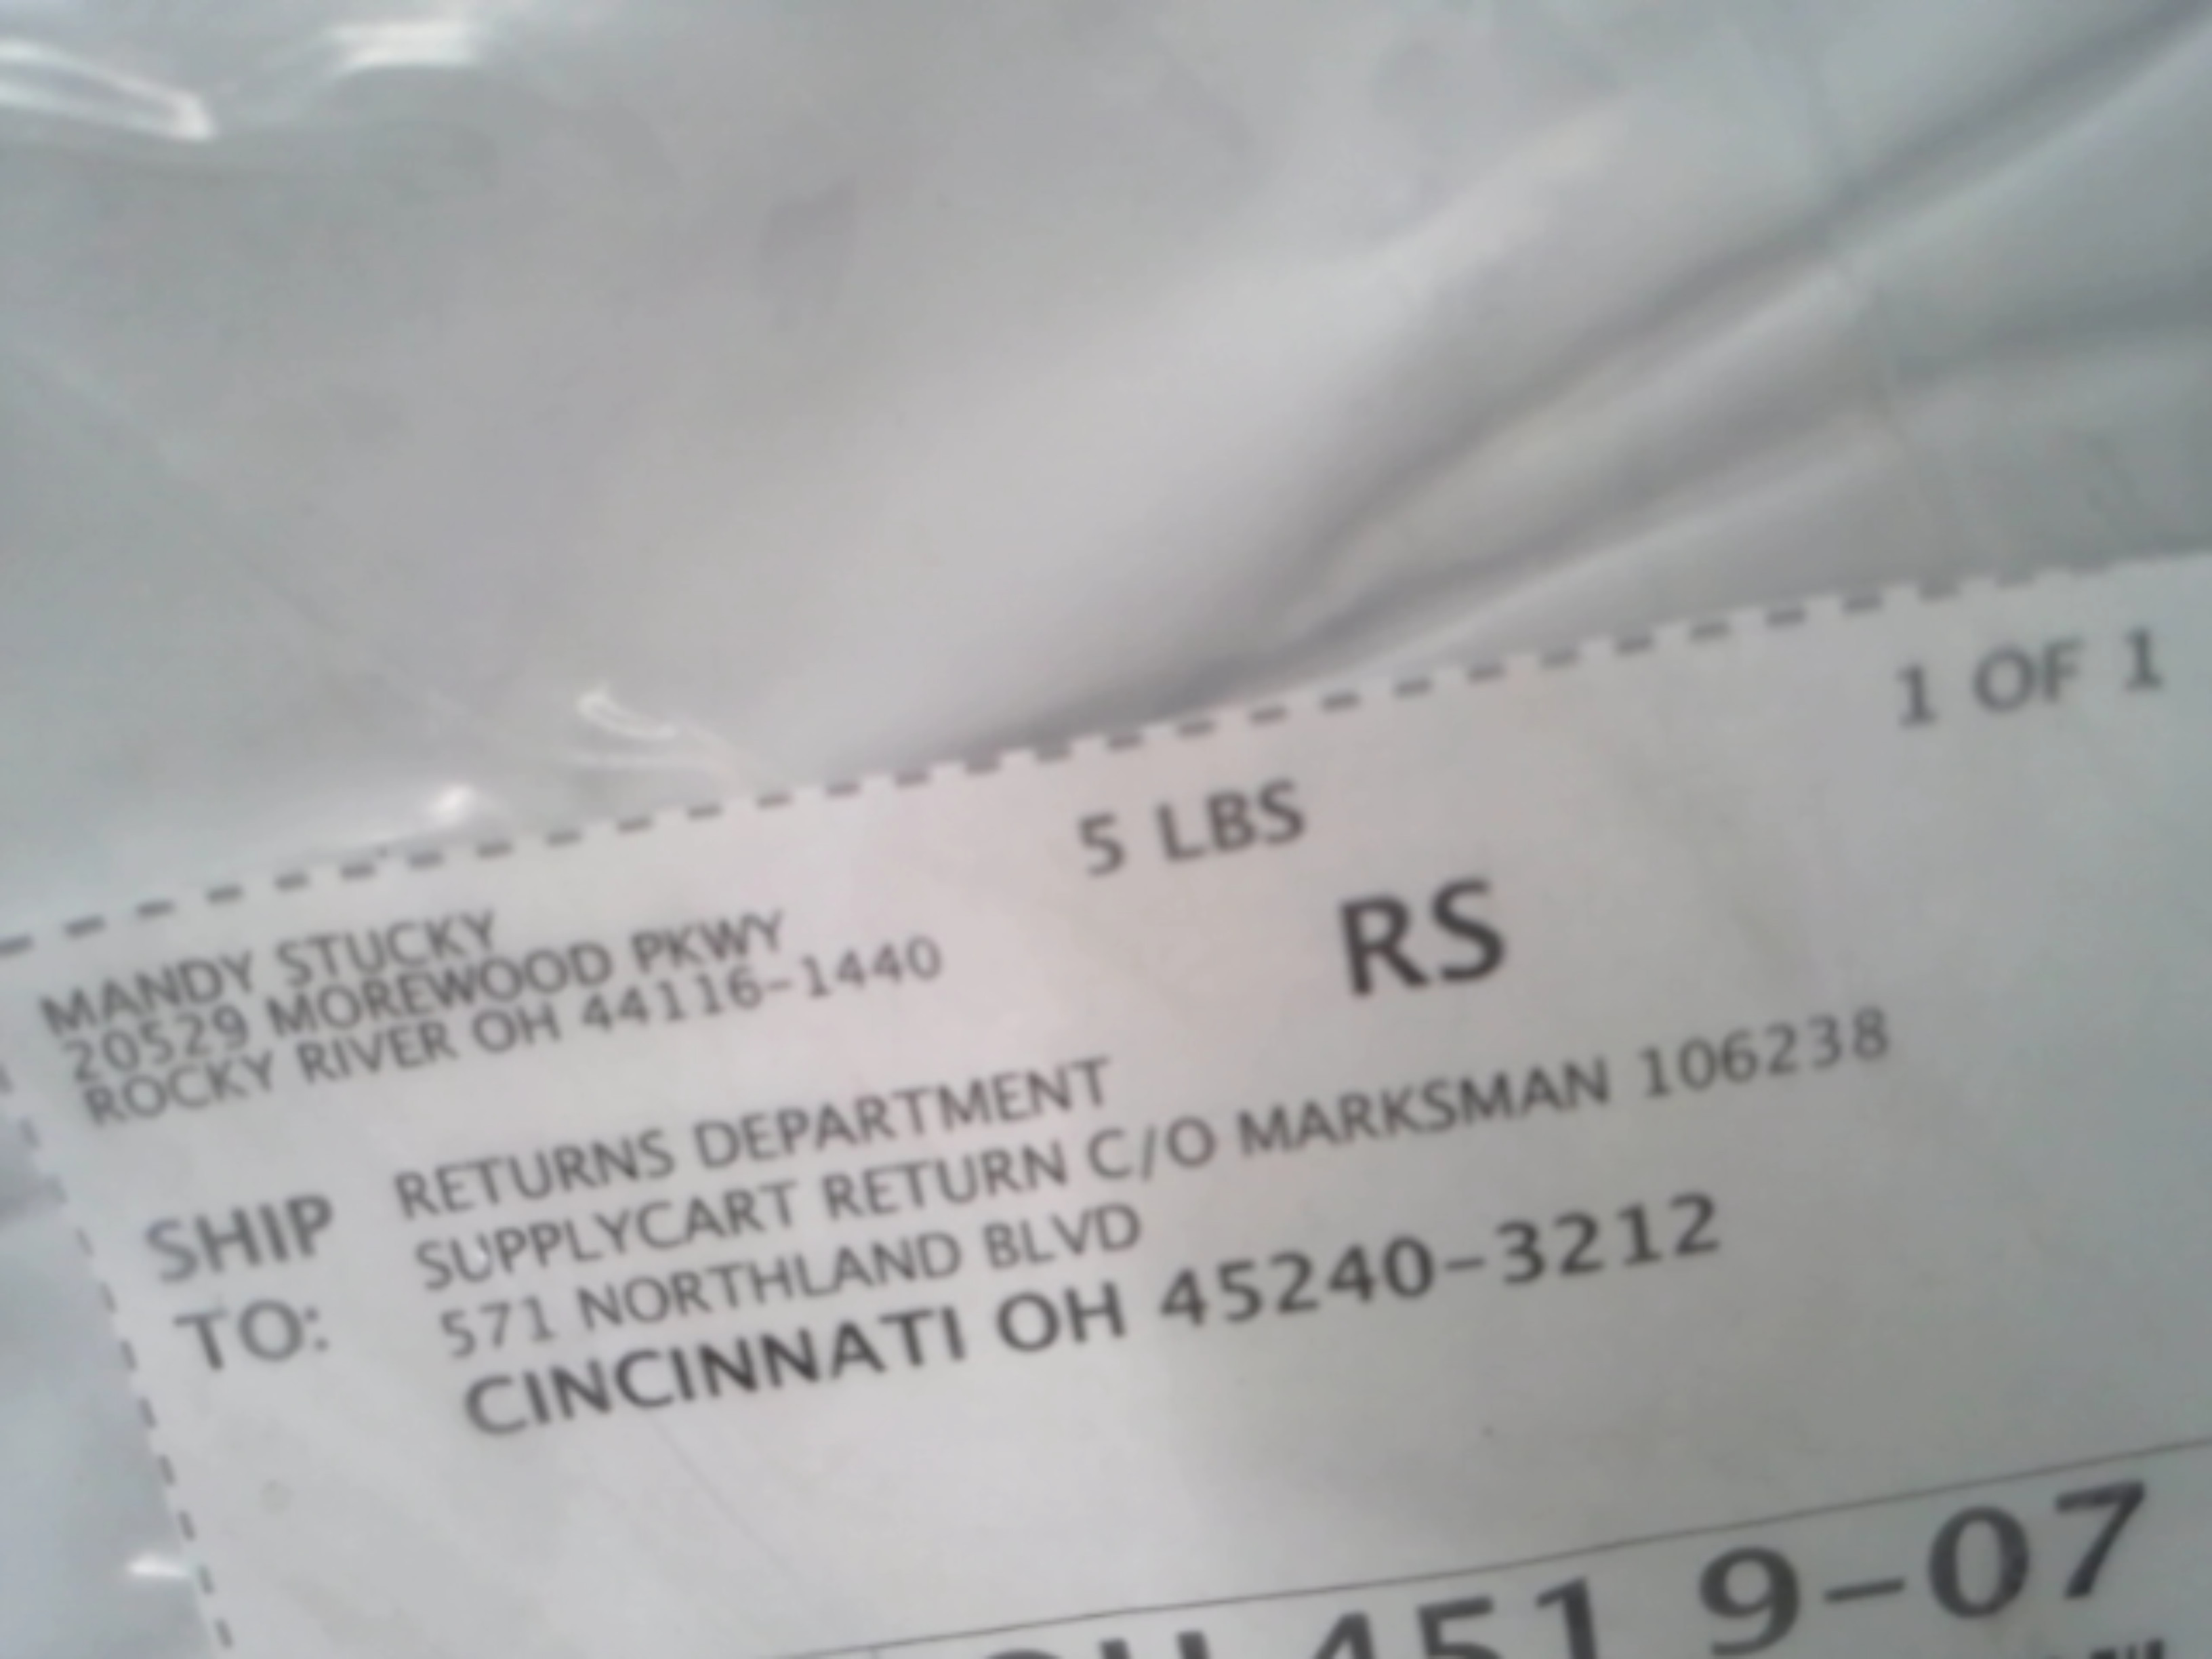 1 OF 1
5 LBS
RS
MANDY STUCKY
20529 MOREWOOD PKWY
ROCKY RIVER OH 44116-1440
SHIP
TO:
RETURNS DEPARTMENT
SUPPLYCART RETURN C/O MARKSMAN 106238
571 NORTHLAND BLVD
CINCINNATI OH 45240-3212
OH 451 9-07